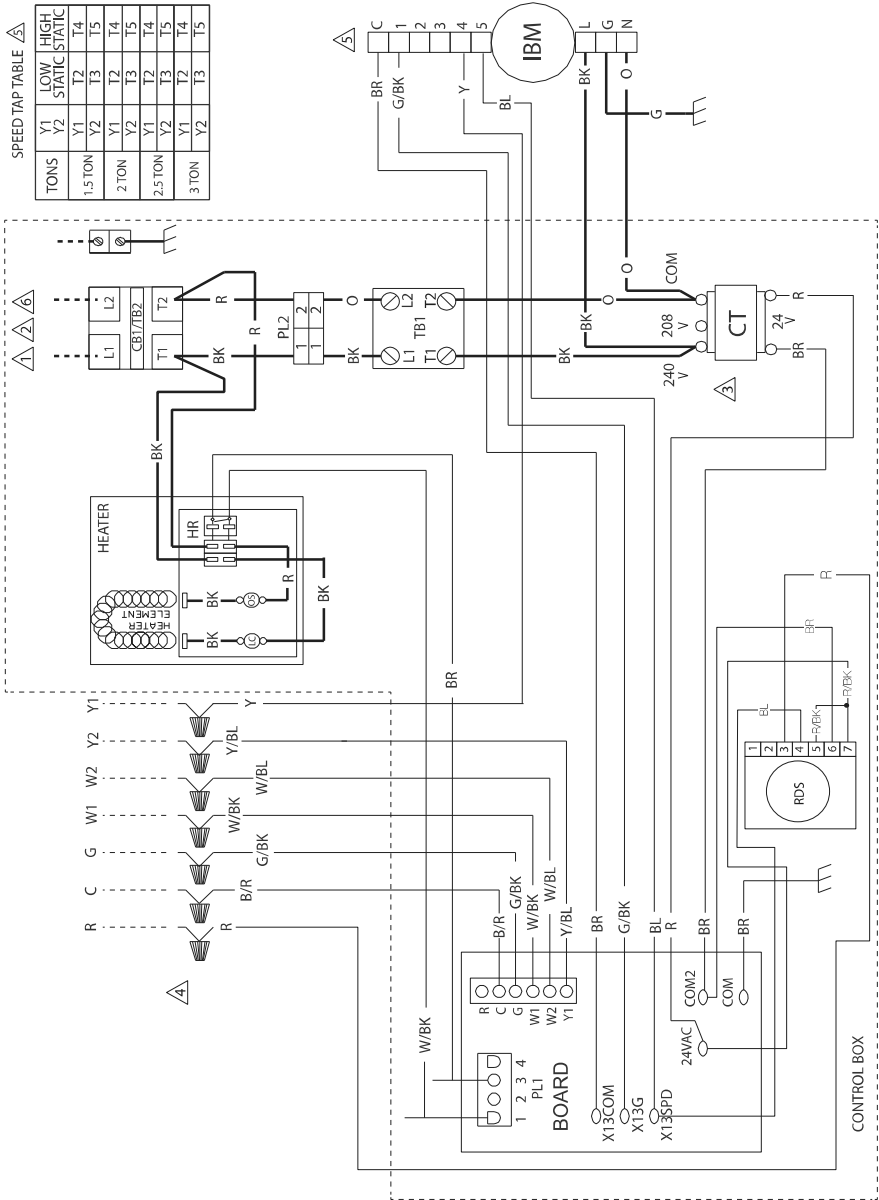 SPEED TAP TABLE 5
TONS
Y1
Y2
LOW
STATIC
HIGH
STATIC
1.5 TON
Y1 T2 T4
Y2 T3 T5
2 TON
Y1 T2 T4
Y2 T3 T5
2.5 TON
Y1 T2 T4
Y2 T3 T5
3 TON
Y1 T2 T4
Y2 T3 T5
5
C
1
2
3
4
5
IBM
L
G
N
BR
G/BK
Y
BL
BK
O
G
1
2
6
L1
L2
CB1/TB2
T1
T2
R
R
BK
PL2
1
2
1
2
O
BK
L1
L2
TB1
T1
T2
O
BK
BK
O
COM
208
V
240
V
CT
24
V
R
BR
3
BK
HEATER
HR
HEATER
ELEMENT
BK
OS
R
BK
LC
BK
BR
Y1
Y2
W2
W1
G
C
R
Y
Y/BL
W/BL
W/BK
G/BK
B/R
R
4
W/BK
B/R
G/BK
W/BK
W/BL
Y/BL
BR
G/BK
BL
R
BR
BR
R
C
G
W1
W2
Y1
1 2 3 4
PL1
BOARD
X13COM
X13G
X13SPD
24VAC
COM2
COM
R
BR
BL
R/BK
R/BK
1
2
3
4
5
6
7
RDS
CONTROL BOX